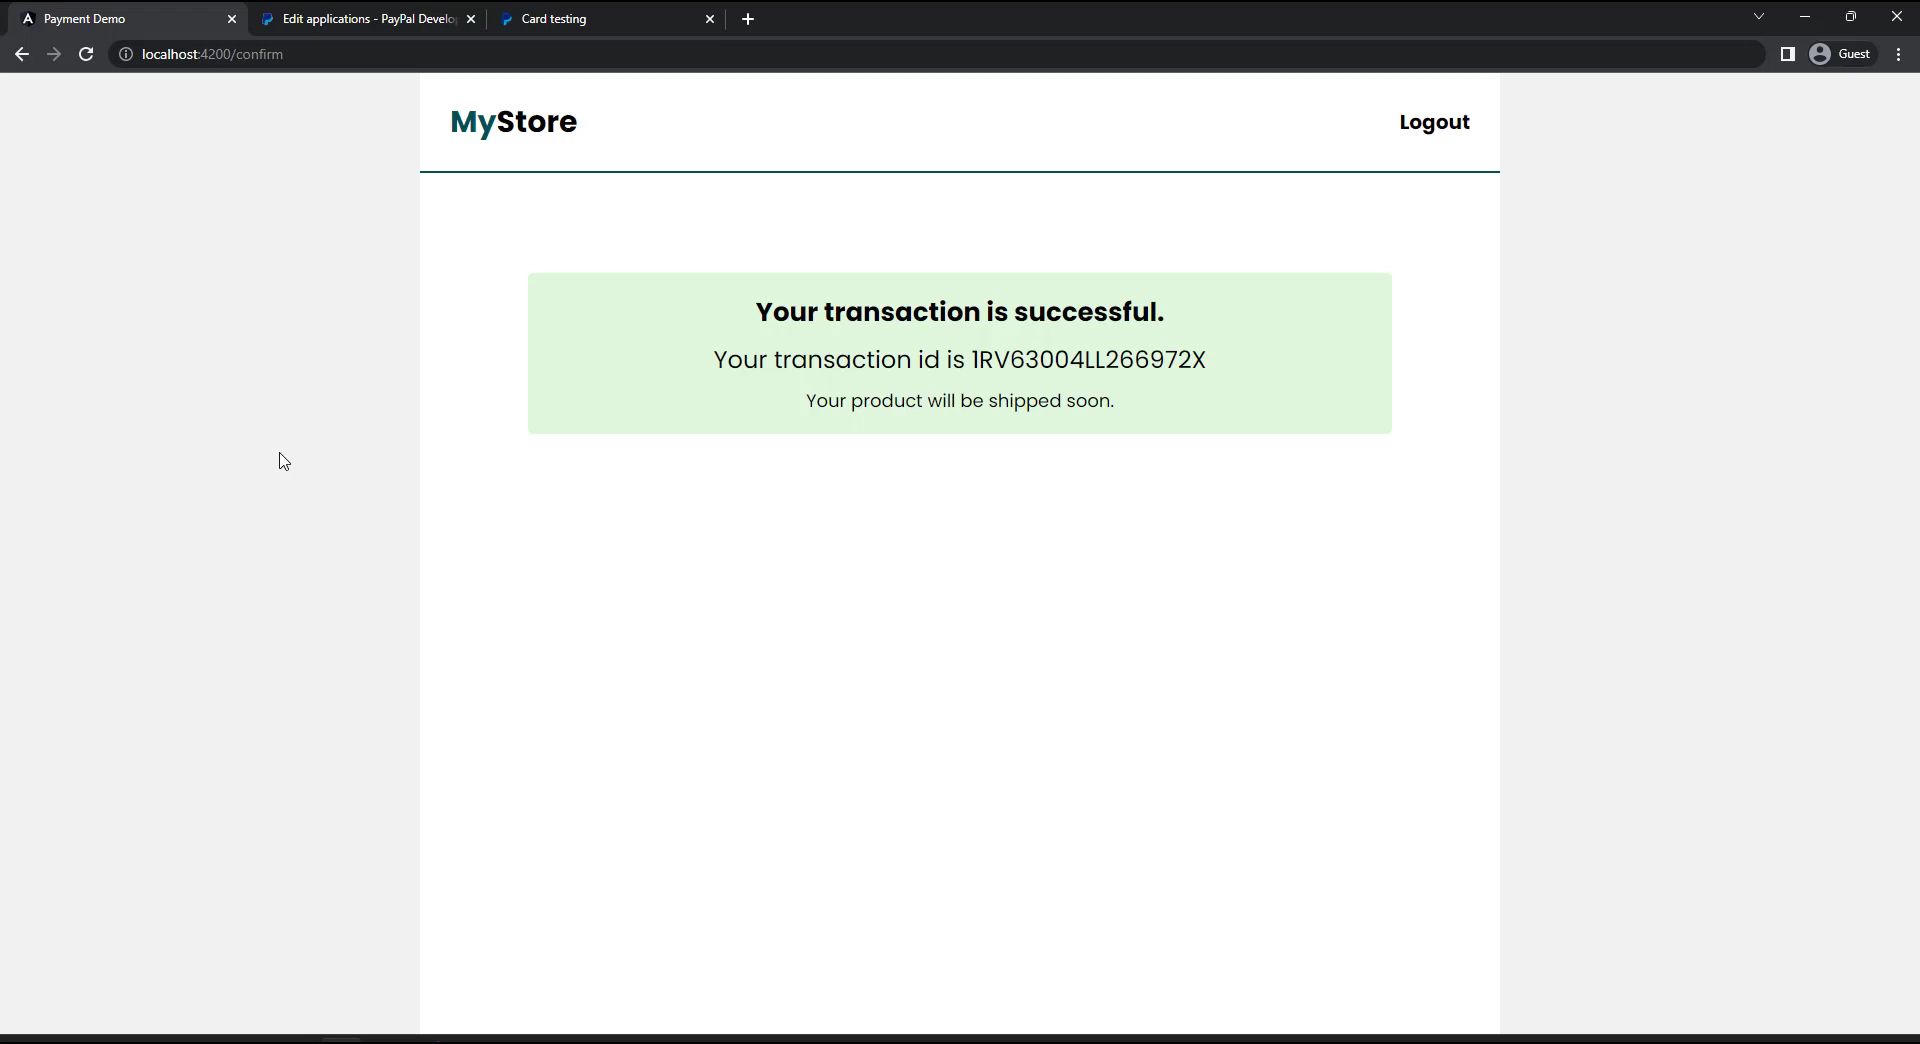 Payment Demo
Edit applications - PayPal Develo
Card testing
localhost:4200/confirm
Guest
MyStore
Logout
Your transaction is successful.
Your transaction id is 1RV63004LL266972X
Your product will be shipped soon.